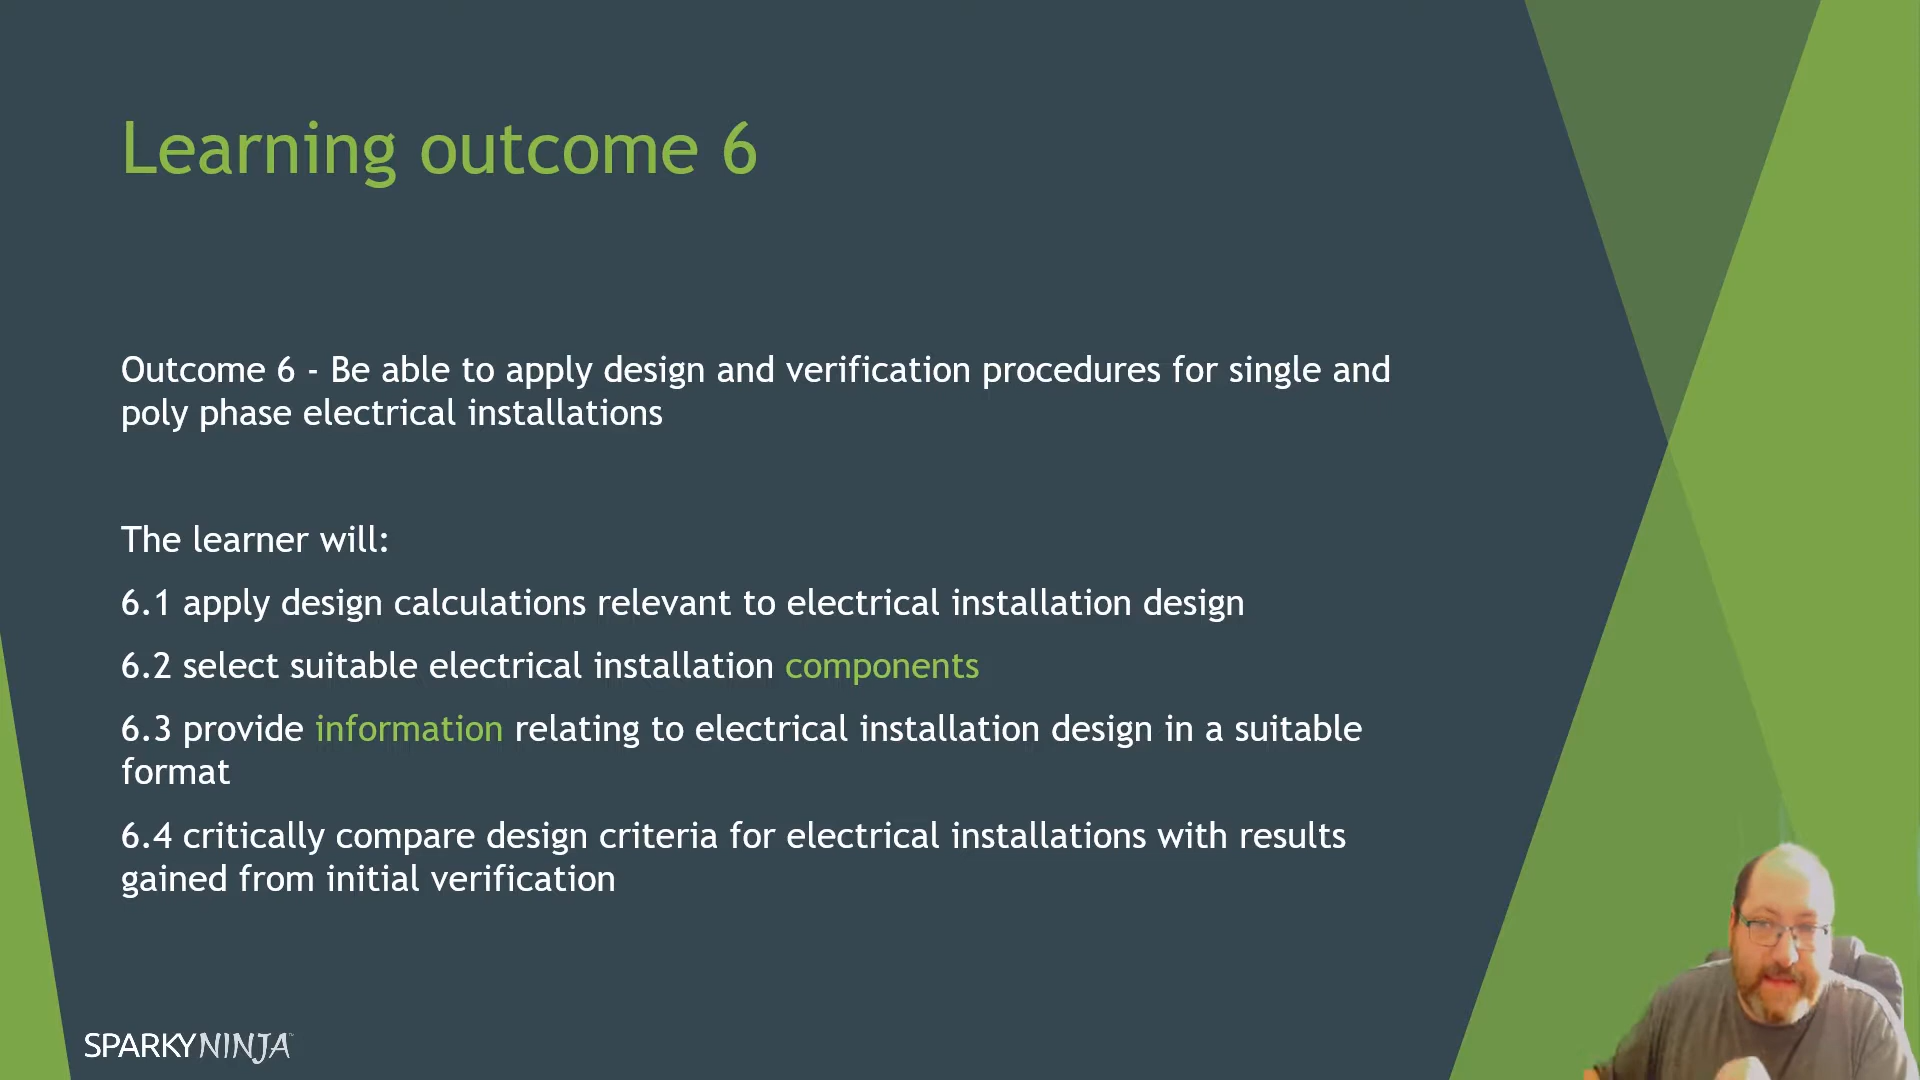 Learning outcome 6
Outcome 6 - Be able to apply design and verification procedures for single and
poly phase electrical installations
The learner will:
6.1 apply design calculations relevant to electrical installation design
6.2 select suitable electrical installation components
6.3 provide information relating to electrical installation design in a suitable
format
6.4 critically compare design criteria for electrical installations with results
gained from initial verification
SPARKYNINJA